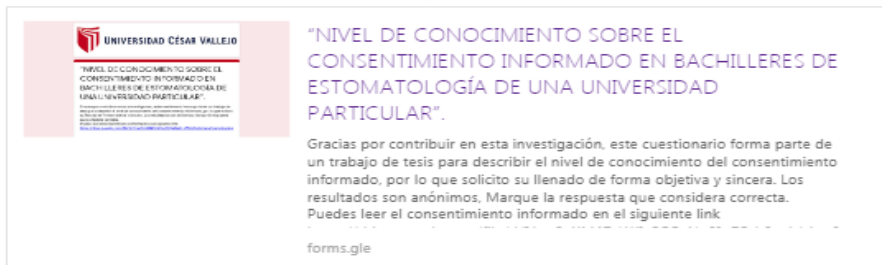 UNIVERSIDAD CÉSAR VALLEJO
"NIVEL DE CONOCIMIENTO SOBRE EL
CONSENTIMIENTO INFORMADO EN
BACHILLERES DE ESTOMATOLOGÍA DE
UNA UNIVERSIDAD PARTICULAR".
"NIVEL DE CONOCIMIENTO SOBRE EL
CONSENTIMIENTO INFORMADO EN BACHILLERES DE
ESTOMATOLOGÍA DE UNA UNIVERSIDAD
PARTICULAR".
Gracias por contribuir en esta investigación, este cuestionario forma parte de
un trabajo de tesis para describir el nivel de conocimiento del consentimiento
informado, por lo que solicito su llenado de forma objetiva y sincera. Los
resultados son anónimos, Marque la respuesta que considera correcta.
Puedes leer el consentimiento informado en el siguiente link
forms.gle